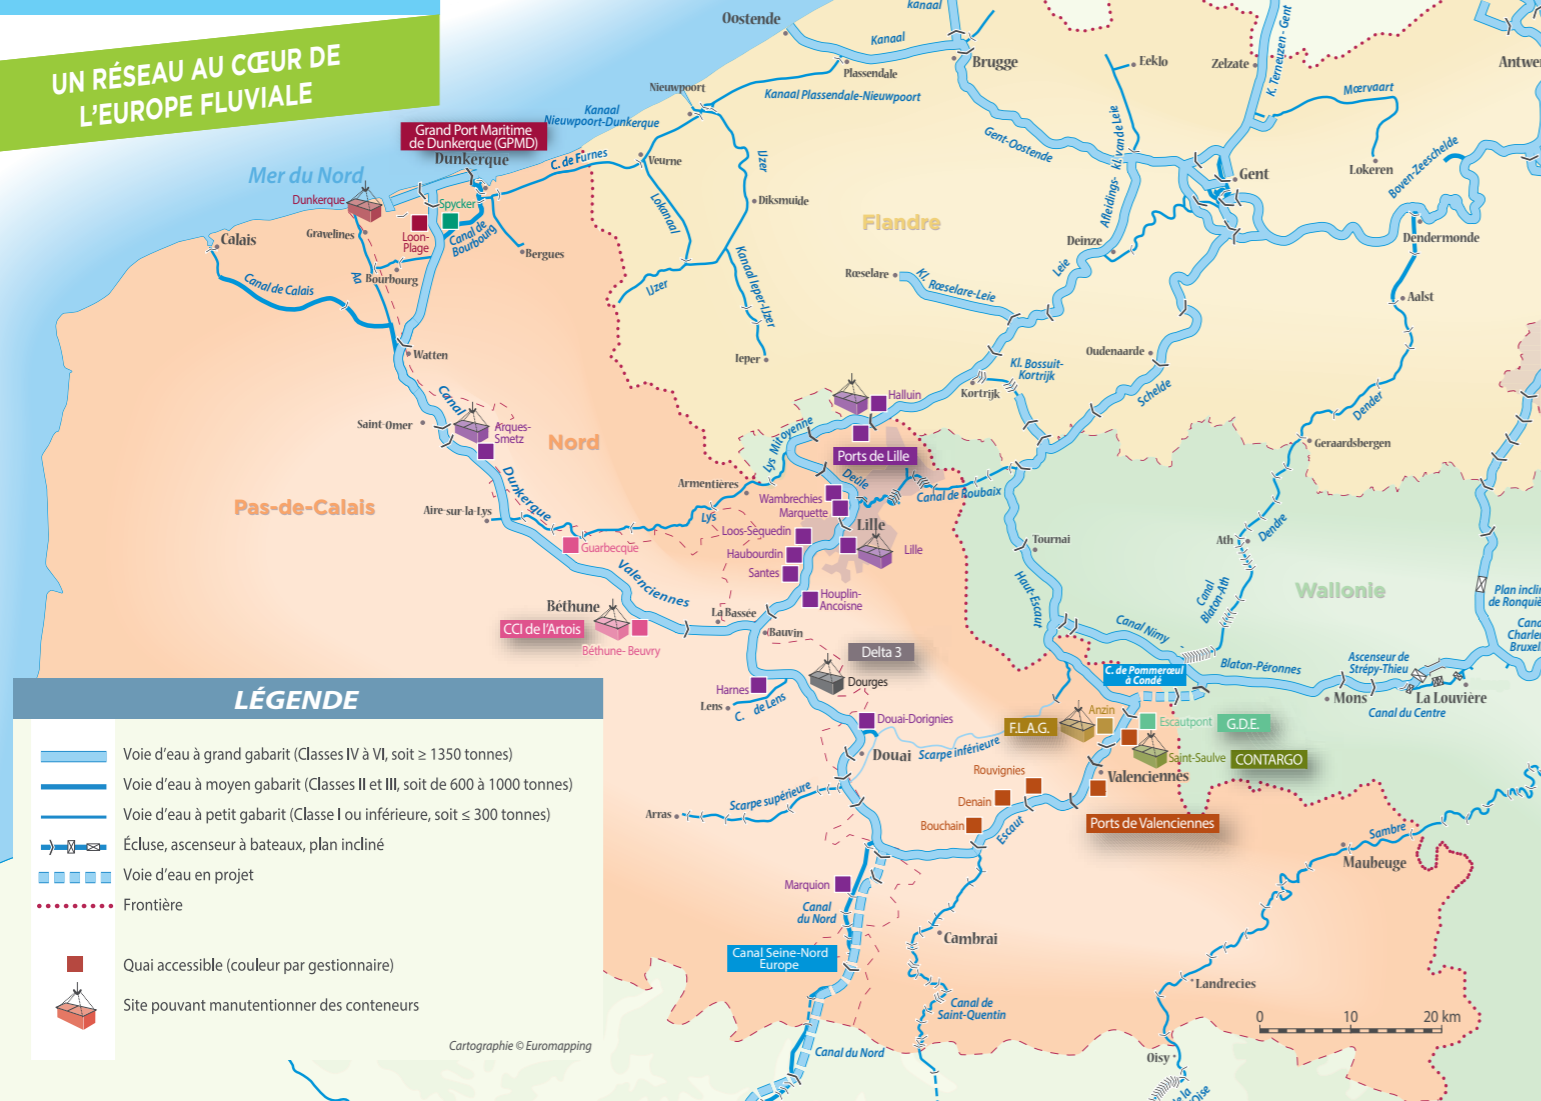 UN RÉSEAU AU CŒUR DE
L'EUROPE FLUVIALE
Oostende
kanaal
Kanaal
Brugge
Plassendale
Kanaal Plassendale-Nieuwpoort
Nieuwpoort
Kanaal
Nieuwpoort-Dunkerque
Eeklo
Zelzate
K. Terneuzen - Gent
Mœrvaart
Lokeren
Boven-Zeeschelde
Gent-Oostende
Afleidings- kl. van de Leie
Gent
Grand Port Maritime
de Dunkerque (GPMD)
Dunkerque
C. de Furnes
Veurne
IJzer
Diksmuide
Lokanaal
Kanaal Ieper-IJzer
IJzer
Ieper
Mer du Nord
Dunkerque
Spycker
Loon-
Plage
Canal de
Bourbourg
Bergues
Gravelines
Calais
Bourbourg
Aa
Canal de Calais
Watten
Flandre
Deinze
Dendermonde
Rœselare
Kl. Rœselare-Leie
Leie
Aalst
Oudenaarde
Kl. Bossuit-
Kortrijk
Kortrijk
Schelde
Dender
Geraardsbergen
Canal
Saint-Omer
Arques-
Smetz
Nord
Halluin
Lys Mitoyenne
Ports de Lille
Armentières
Deûle
Canal de Roubaix
Wambrechies
Marquette
Pas-de-Calais
Aire-sur-la-Lys
Dunkerque
Lys
Loos-Sequedin
Lille
Lille
Haubourdin
Santes
Guarbecque
Valenciennes
Houplin-
Ancoisne
Tournai
Haut-Escaut
Ath
Dendre
Canal
Blaton-Ath
Wallonie
Béthune
CCI de l'Artois
Béthune- Beuvry
La Bassée
Bauvin
Canal Nimy
Blaton-Péronnes
Ascenseur de
Strépy-Thieu
Mons
La Louvière
Canal du Centre
C. de Pommerœul
à Condé
Delta 3
Dourges
Harnes
Lens
C. de Lens
Douai-Dorignies
Douai
Scarpe inférieure
F.L.A.G.
Anzin
Escautpont
G.D.E.
Saint-Saulve
CONTARGO
Valenciennes
Rouvignies
Denain
Bouchain
Escaut
Ports de Valenciennes
Scarpe supérieure
Arras
Sambre
Maubeuge
Marquion
Canal
du Nord
Canal Seine-Nord
Europe
Cambrai
Canal de
Saint-Quentin
Canal du Nord
Landrecies
Oisy
0 10 20 km
LÉGENDE
Voie d'eau à grand gabarit (Classes IV à VI, soit ≥ 1350 tonnes)
Voie d'eau à moyen gabarit (Classes II et III, soit de 600 à 1000 tonnes)
Voie d'eau à petit gabarit (Classe I ou inférieure, soit ≤ 300 tonnes)
Écluse, ascenseur à bateaux, plan incliné
Voie d'eau en projet
Frontière
Quai accessible (couleur par gestionnaire)
Site pouvant manutentionner des conteneurs
Cartographie © Euromapping